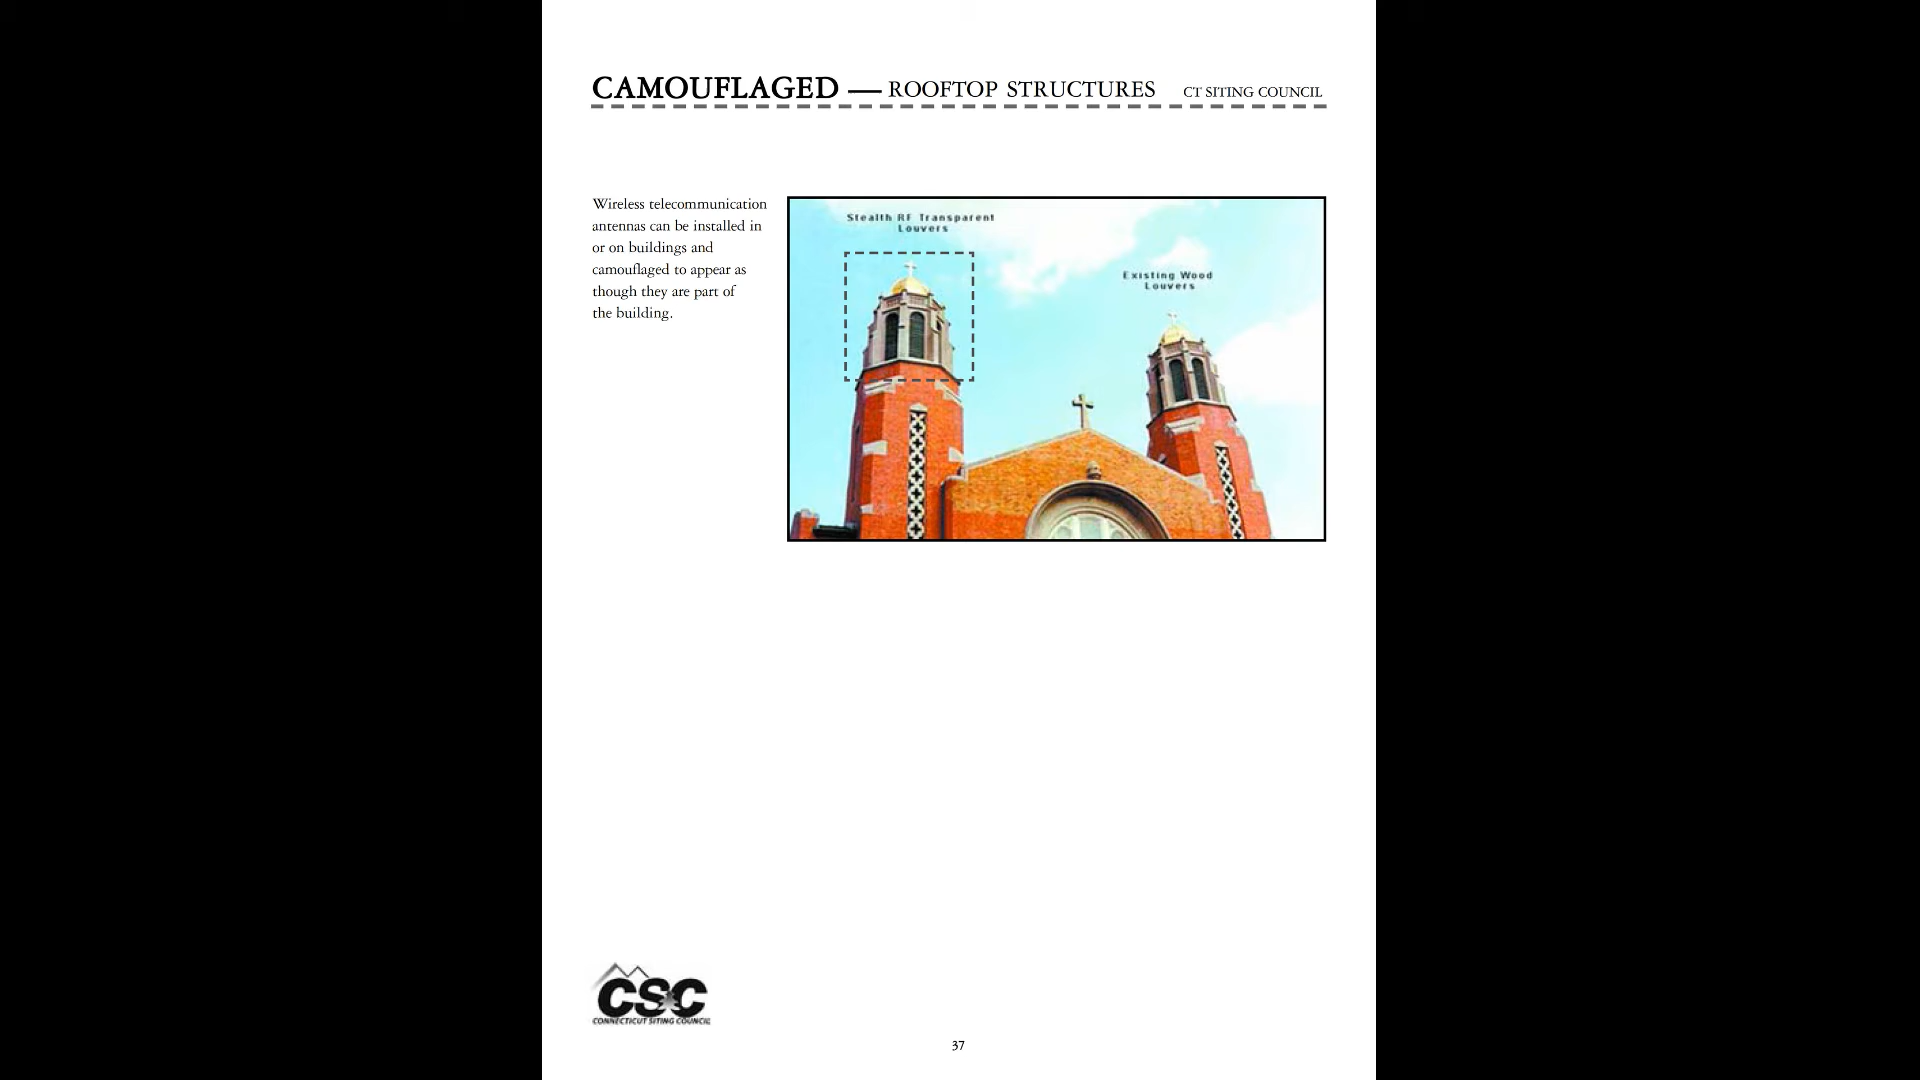 CAMOUFLAGED — ROOFTOP STRUCTURES CT SITING COUNCIL
Wireless telecommunication
antennas can be installed in
or on buildings and
camouflaged to appear as
though they are part of
the building.
Stealth RF Transparent
Louvers
Existing Wood
Louvers
CSC
CONNECTICUT SITING COUNCIL
37